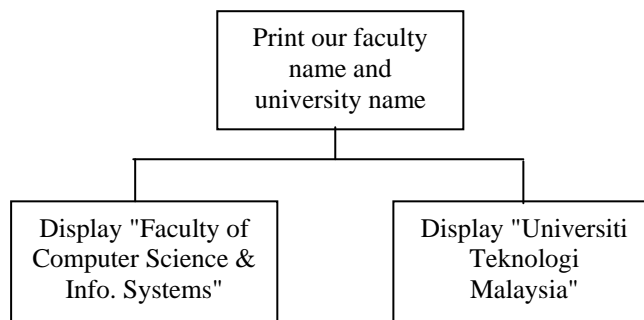 Print our faculty
name and
university name
Display "Faculty of
Computer Science &
Info. Systems"
Display "Universiti
Teknologi
Malaysia"